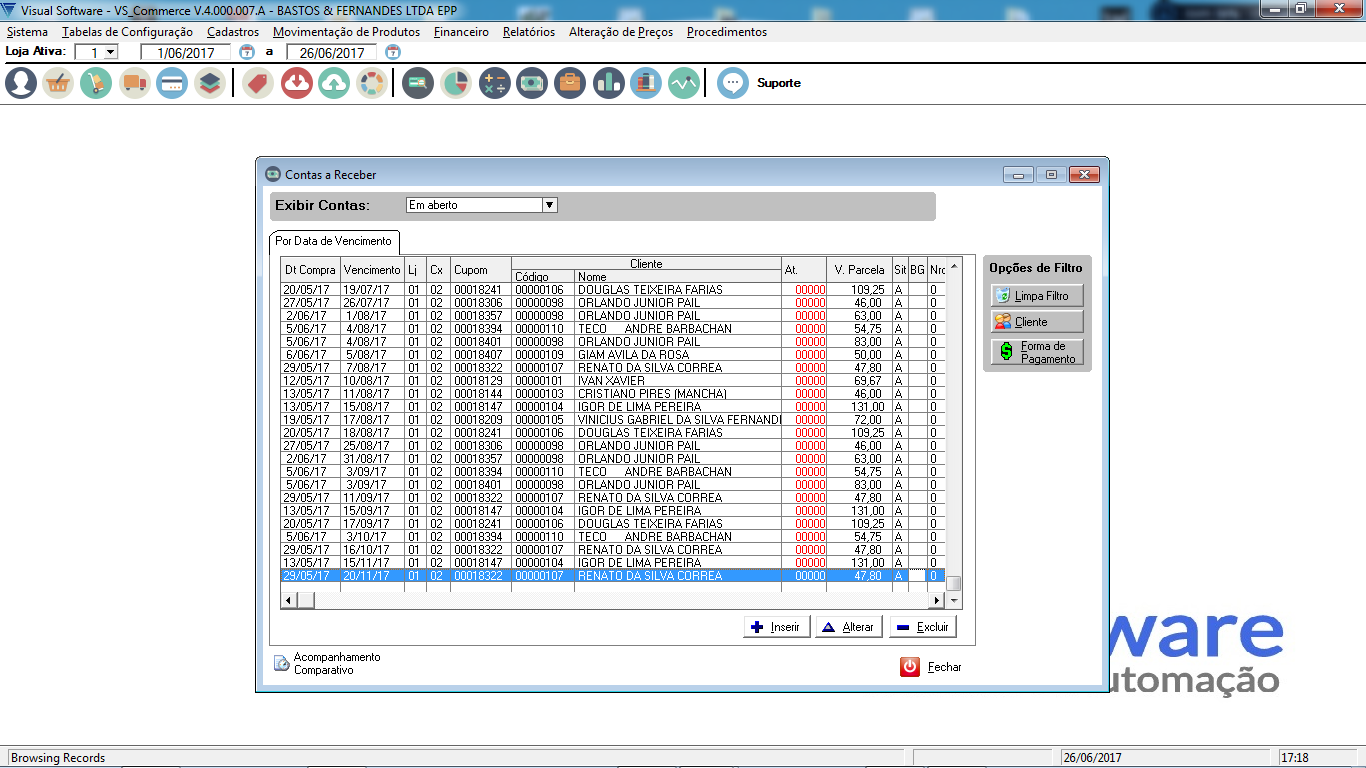 Visual Software - VS_Commerce V.4.000.007.A - BASTOS & FERNANDES LTDA EPP
Sistema Tabelas de Configuração Cadastros Movimentação de Produtos Financeiro Relatórios Alteração de Preços Procedimentos
Loja Ativa: 1 1/06/2017 a 26/06/2017
Suporte
Contas a Receber
Exibir Contas: Em aberto
Por Data de Vencimento
Dt Compra Vencimento Lj Cx Cupom Cliente At. V. Parcela Sit BG Nro
Código Nome
20/05/17 19/07/17 01 02 00018241 00000106 DOUGLAS TEIXEIRA FARIAS 00000 109,25 A 0
27/05/17 26/07/17 01 02 00018306 00000098 ORLANDO JUNIOR PAIL 00000 46,00 A 0
2/06/17 1/08/17 01 02 00018357 00000098 ORLANDO JUNIOR PAIL 00000 63,00 A 0
5/06/17 4/08/17 01 02 00018394 00000110 TECO ANDRE BARBACHAN 00000 54,75 A 0
5/06/17 4/08/17 01 02 00018401 00000098 ORLANDO JUNIOR PAIL 00000 83,00 A 0
6/06/17 5/08/17 01 02 00018407 00000109 GIAM AVILA DA ROSA 00000 50,00 A 0
29/05/17 7/08/17 01 02 00018322 00000107 RENATO DA SILVA CORREA 00000 47,80 A 0
12/05/17 10/08/17 01 02 00018129 00000101 IVAN XAVIER 00000 69,67 A 0
13/05/17 11/08/17 01 02 00018144 00000103 CRISTIANO PIRES (MANCHA) 00000 46,00 A 0
13/05/17 15/08/17 01 02 00018147 00000104 IGOR DE LIMA PEREIRA 00000 131,00 A 0
19/05/17 17/08/17 01 02 00018209 00000105 VINICIUS GABRIEL DA SILVA FERNANDI 00000 72,00 A 0
20/05/17 18/08/17 01 02 00018241 00000106 DOUGLAS TEIXEIRA FARIAS 00000 109,25 A 0
27/05/17 25/08/17 01 02 00018306 00000098 ORLANDO JUNIOR PAIL 00000 46,00 A 0
2/06/17 31/08/17 01 02 00018357 00000098 ORLANDO JUNIOR PAIL 00000 63,00 A 0
5/06/17 3/09/17 01 02 00018394 00000110 TECO ANDRE BARBACHAN 00000 54,75 A 0
5/06/17 3/09/17 01 02 00018401 00000098 ORLANDO JUNIOR PAIL 00000 83,00 A 0
29/05/17 11/09/17 01 02 00018322 00000107 RENATO DA SILVA CORREA 00000 47,80 A 0
13/05/17 15/09/17 01 02 00018147 00000104 IGOR DE LIMA PEREIRA 00000 131,00 A 0
20/05/17 17/09/17 01 02 00018241 00000106 DOUGLAS TEIXEIRA FARIAS 00000 109,25 A 0
5/06/17 3/10/17 01 02 00018394 00000110 TECO ANDRE BARBACHAN 00000 54,75 A 0
29/05/17 16/10/17 01 02 00018322 00000107 RENATO DA SILVA CORREA 00000 47,80 A 0
13/05/17 15/11/17 01 02 00018147 00000104 IGOR DE LIMA PEREIRA 00000 131,00 A 0
29/05/17 20/11/17 01 02 00018322 00000107 RENATO DA SILVA CORREA 00000 47,80 A 0
Opções de Filtro
Limpa Filtro
Cliente
Forma de
Pagamento
Inserir Alterar Excluir
Acompanhamento
Comparativo
Fechar
ware
utomação
Browsing Records 26/06/2017 17:18